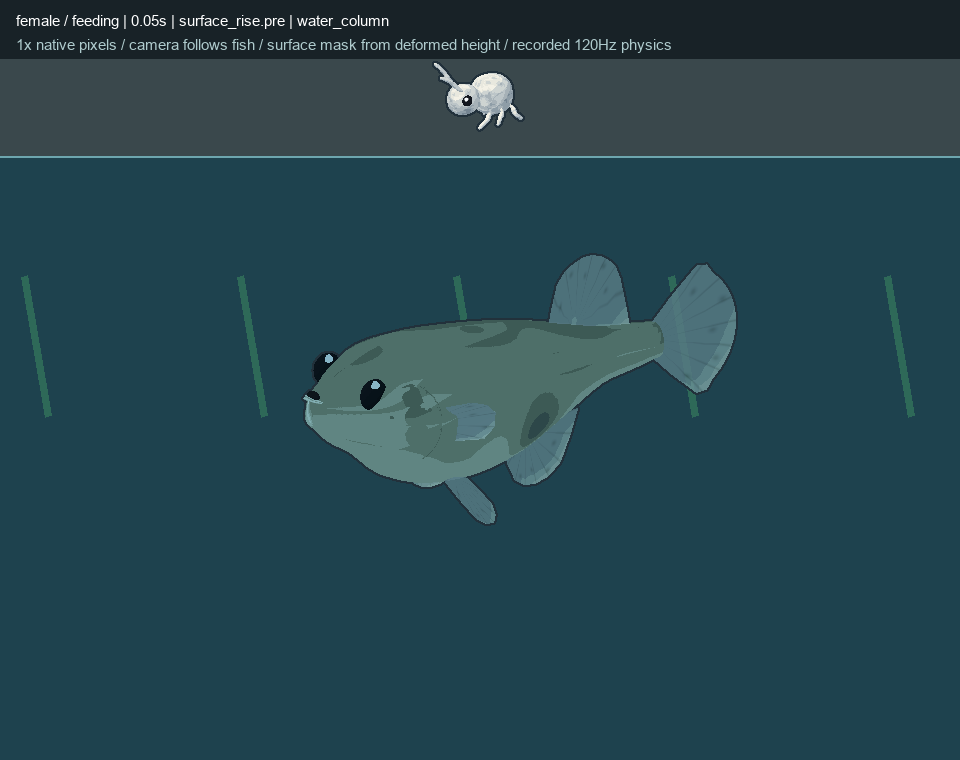 female / feeding | 0.05s | surface_rise.pre | water_column
1x native pixels / camera follows fish / surface mask from deformed height / recorded 120Hz physics